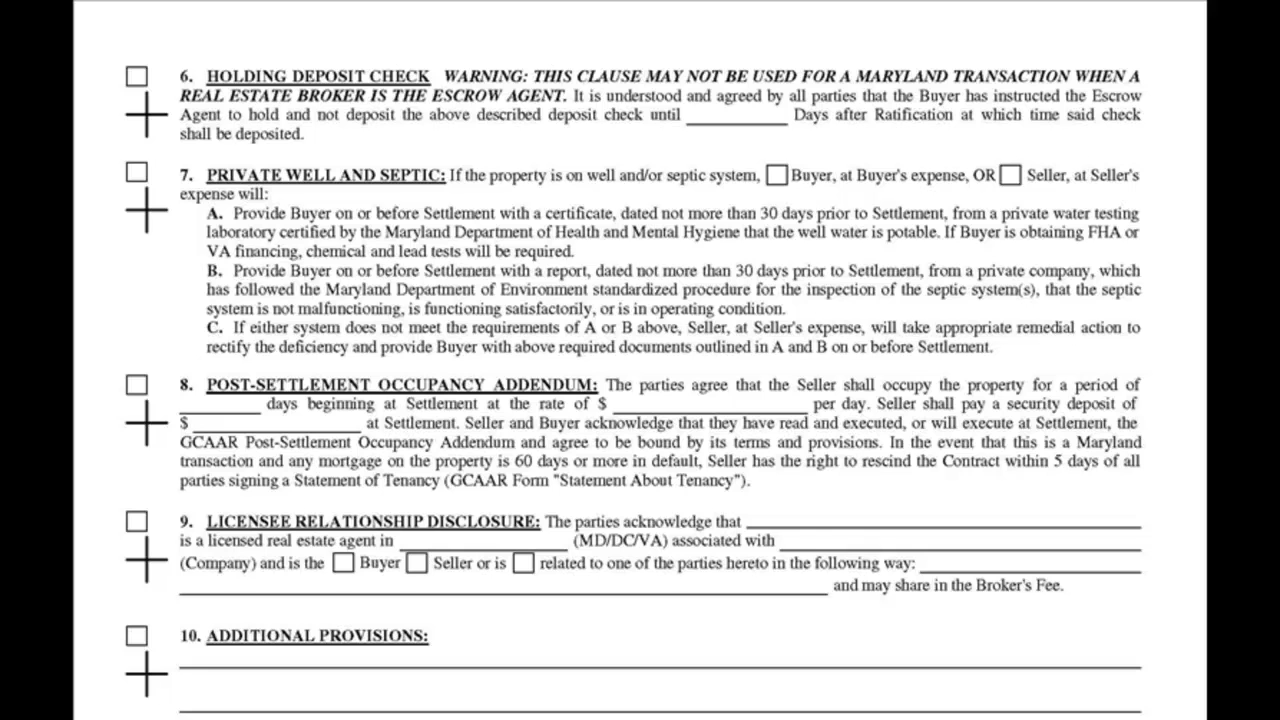 6. HOLDING DEPOSIT CHECK WARNING: THIS CLAUSE MAY NOT BE USED FOR A MARYLAND TRANSACTION WHEN A
REAL ESTATE BROKER IS THE ESCROW AGENT. It is understood and agreed by all parties that the Buyer has instructed the Escrow
Agent to hold and not deposit the above described deposit check until __________ Days after Ratification at which time said check
shall be deposited.
7. PRIVATE WELL AND SEPTIC: If the property is on well and/or septic system, ☐ Buyer, at Buyer's expense, OR ☐ Seller, at Seller's
expense will:
A. Provide Buyer on or before Settlement with a certificate, dated not more than 30 days prior to Settlement, from a private water testing
laboratory certified by the Maryland Department of Health and Mental Hygiene that the well water is potable. If Buyer is obtaining FHA or
VA financing, chemical and lead tests will be required.
B. Provide Buyer on or before Settlement with a report, dated not more than 30 days prior to Settlement, from a private company, which
has followed the Maryland Department of Environment standardized procedure for the inspection of the septic system(s), that the septic
system is not malfunctioning, is functioning satisfactorily, or is in operating condition.
C. If either system does not meet the requirements of A or B above, Seller, at Seller's expense, will take appropriate remedial action to
rectify the deficiency and provide Buyer with above required documents outlined in A and B on or before Settlement.
8. POST-SETTLEMENT OCCUPANCY ADDENDUM: The parties agree that the Seller shall occupy the property for a period of
________ days beginning at Settlement at the rate of $ __________________ per day. Seller shall pay a security deposit of
$ _______________ at Settlement. Seller and Buyer acknowledge that they have read and executed, or will execute at Settlement, the
GCAAR Post-Settlement Occupancy Addendum and agree to be bound by its terms and provisions. In the event that this is a Maryland
transaction and any mortgage on the property is 60 days or more in default, Seller has the right to rescind the Contract within 5 days of all
parties signing a Statement of Tenancy (GCAAR Form "Statement About Tenancy").
9. LICENSEE RELATIONSHIP DISCLOSURE: The parties acknowledge that ____________________
is a licensed real estate agent in _______________ (MD/DC/VA) associated with ____________________
(Company) and is the ☐ Buyer ☐ Seller or is ☐ related to one of the parties hereto in the following way: ____________________
____________________ and may share in the Broker's Fee.
10. ADDITIONAL PROVISIONS: